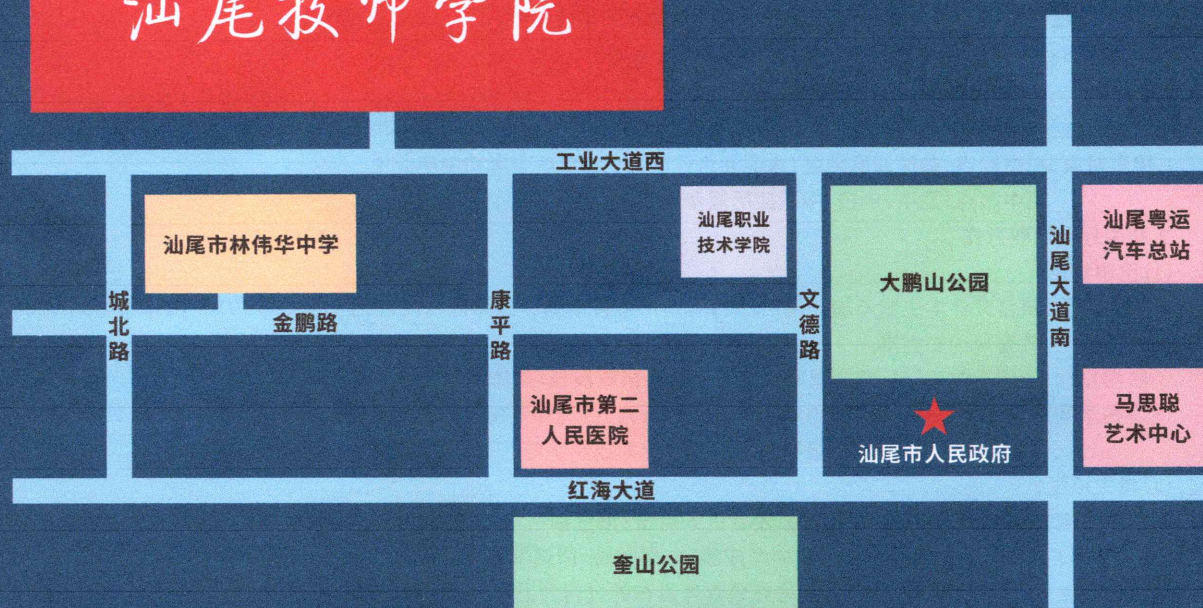 汕尾技师学院
工业大道西
汕尾市林伟华中学
汕尾职业
技术学院
大鹏山公园
汕尾粤运
汽车总站
城北路
金鹏路
康平路
文德路
汕尾大道南
汕尾市第二
人民医院
汕尾市人民政府
马思聪
艺术中心
红海大道
奎山公园